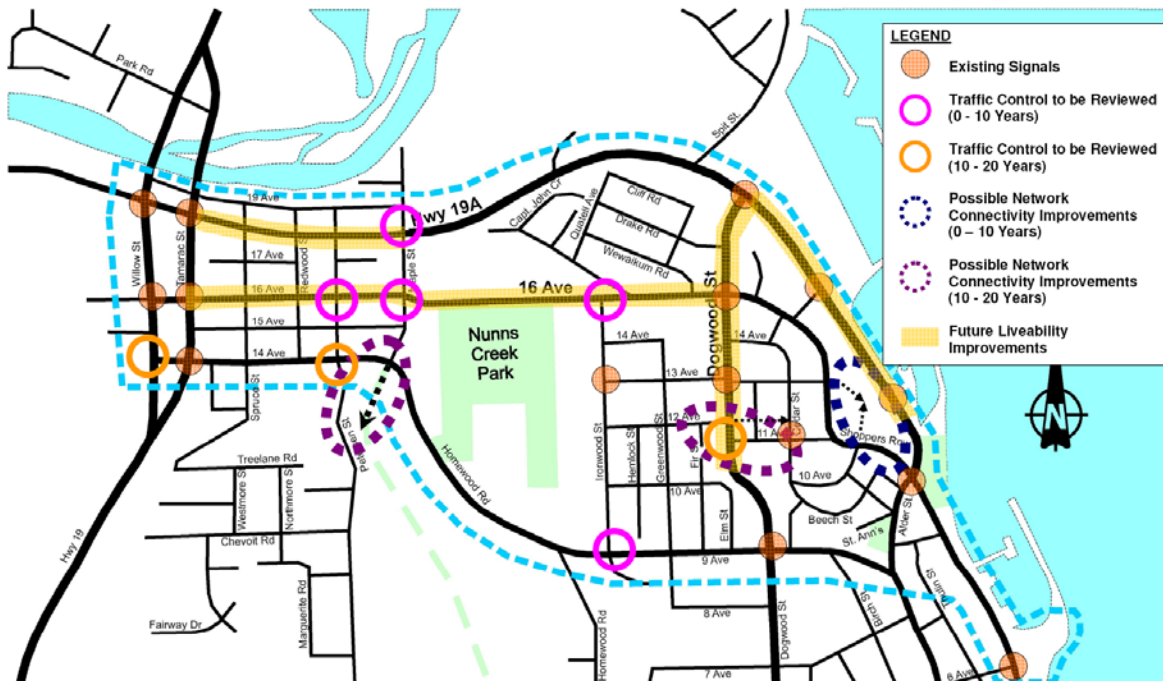 LEGEND
Existing Signals
Traffic Control to be Reviewed
(0 - 10 Years)
Traffic Control to be Reviewed
(10 - 20 Years)
Possible Network
Connectivity Improvements
(0 – 10 Years)
Possible Network
Connectivity Improvements
(10 - 20 Years)
Future Liveability
Improvements
N
Park Rd
Spit St.
19 Ave
Hwy 19A
Capt. John Cr
Quatell Ave
Cliff Rd
Drake Rd
Wewaikum Rd
Willow St
Tamarac St
17 Ave
Redwood St
16 Ave
16 Ave
15 Ave
14 Ave
Nunns
Creek
Park
Dogwood St
14 Ave
14 Ave
13 Ave
Spruce St
12 Ave
11 Ave
Shoppers Row
Ironwood St
Hemlock St
Greenwood St
10 Ave
10 Ave
Elm St
Beech St
St. Ann's
Alder St.
Treelane Rd
Westmore St
Northmore St
Homewood Rd
Chevoit Rd
Hwy 19
9 Ave
Marguerite Rd
Fairway Dr
Homewood Rd
8 Ave
Dogwood St
Birch St
Thulin St
7 Ave
6 Ave